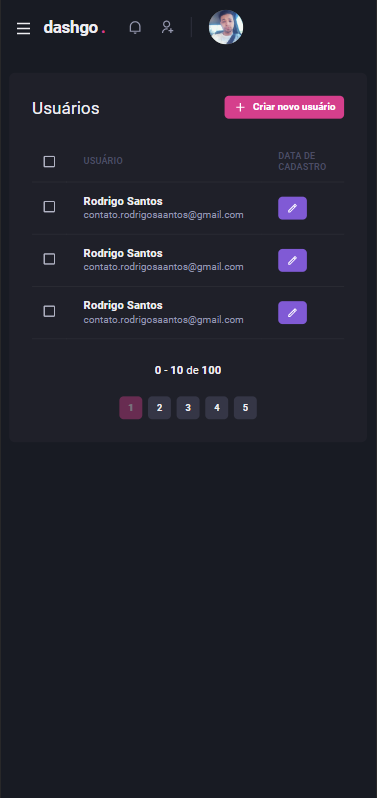 dashgo.
Usuários
+ Criar novo usuário
USUÁRIO
DATA DE
CADASTRO
Rodrigo Santos
contato.rodrigosaantos@gmail.com
Rodrigo Santos
contato.rodrigosaantos@gmail.com
Rodrigo Santos
contato.rodrigosaantos@gmail.com
0 - 10 de 100
1 2 3 4 5